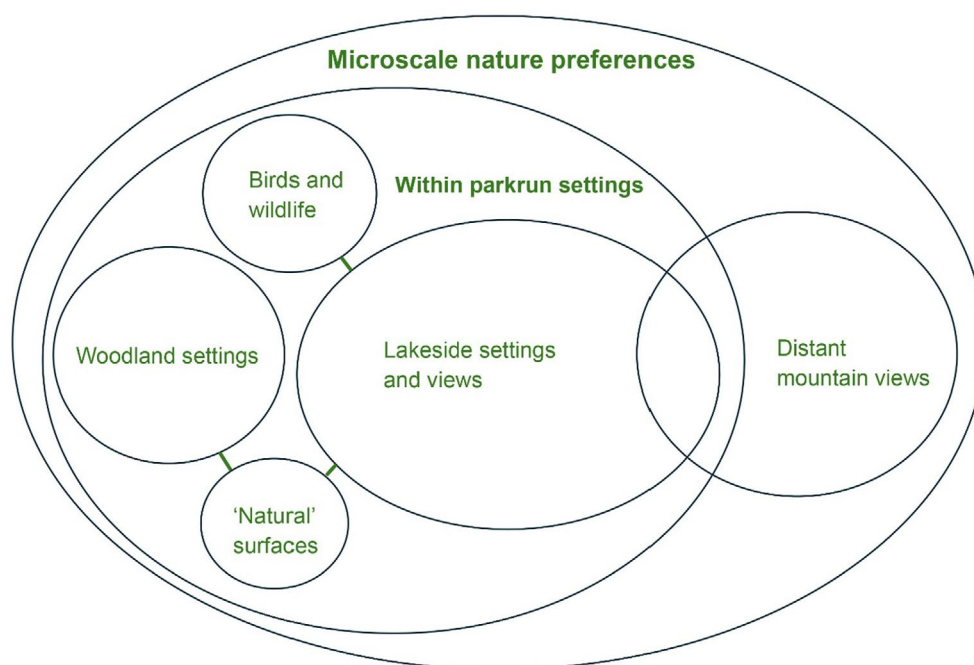 Microscale nature preferences
Birds and
wildlife
Within parkrun settings
Woodland settings
Lakeside settings
and views
Distant
mountain views
‘Natural’
surfaces